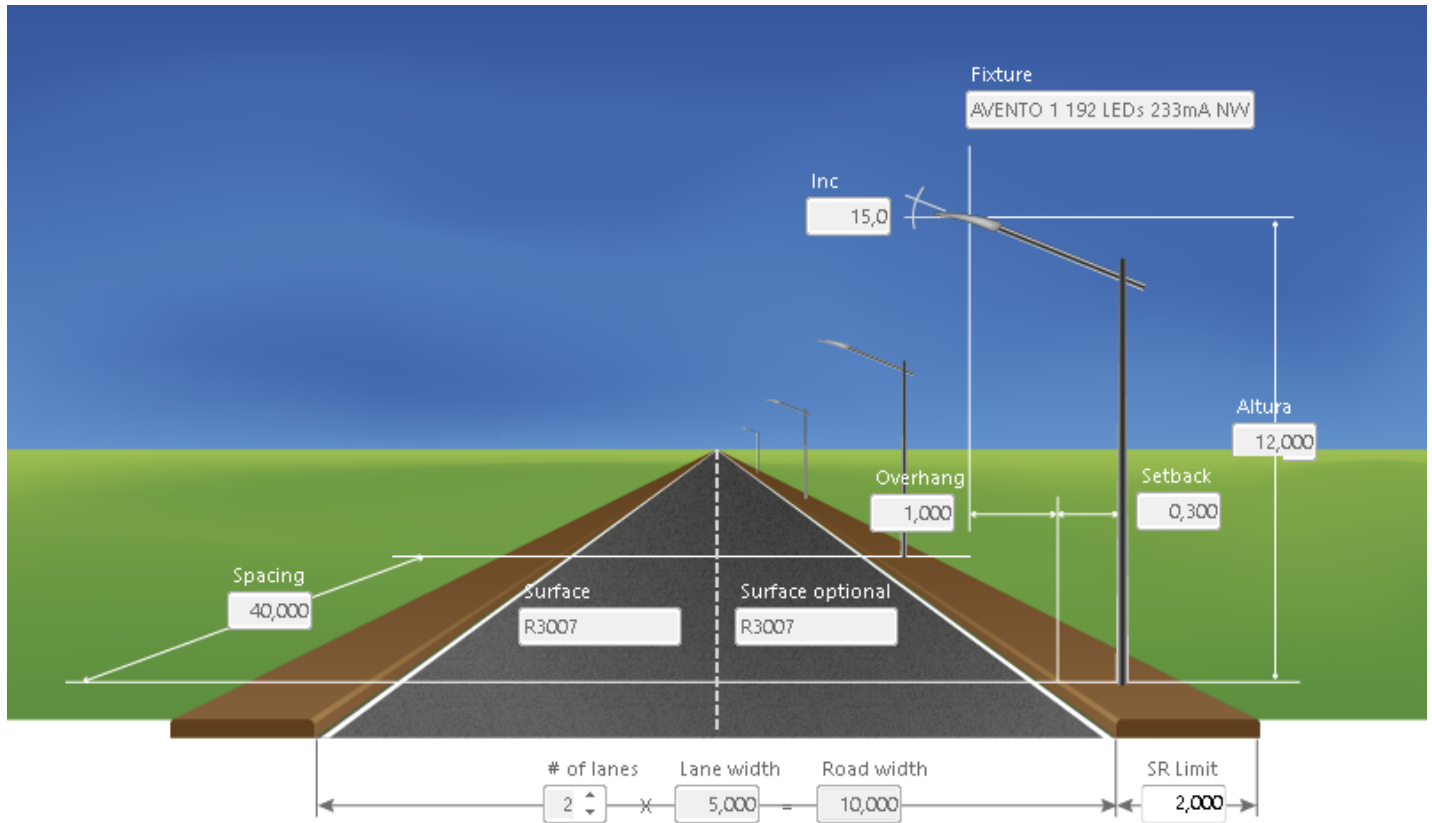 Fixture
AVENTO 1 192 LEDs 233mA NW
Inc
15,0
Altura
12,000
Overhang
1,000
Setback
0,300
Spacing
40,000
Surface
R3007
Surface optional
R3007
# of lanes Lane width Road width SR Limit
2 x 5,000 = 10,000 2,000